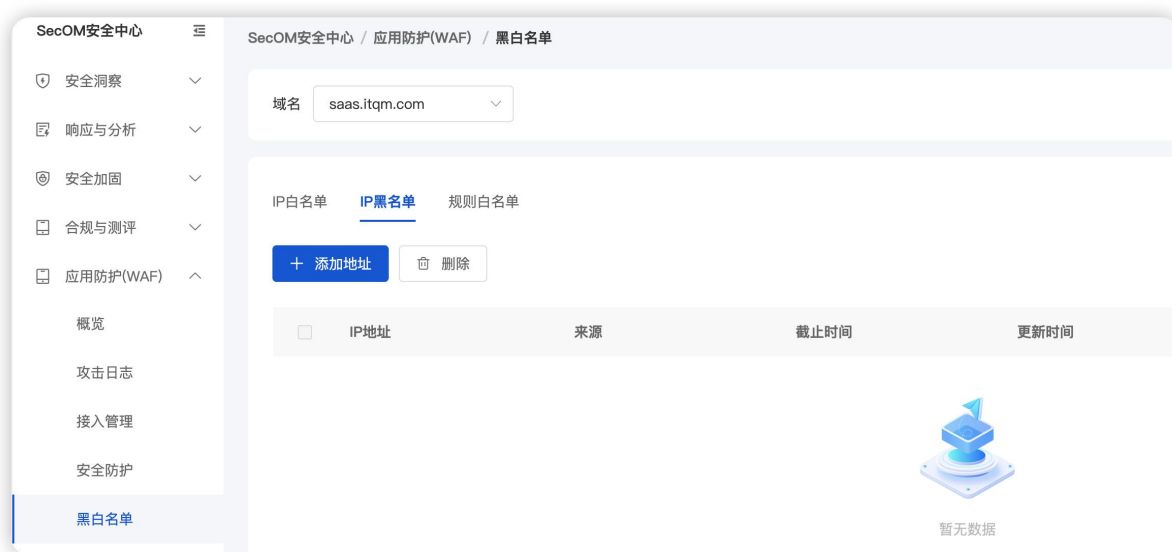 SecOM安全中心
SecOM安全中心 / 应用防护(WAF) / 黑白名单
安全洞察
响应与分析
安全加固
合规与测评
应用防护(WAF)
概览
攻击日志
接入管理
安全防护
黑白名单
域名 saas.itqm.com
IP白名单 IP黑名单 规则白名单
添加地址 删除
IP地址 来源 截止时间 更新时间
暂无数据